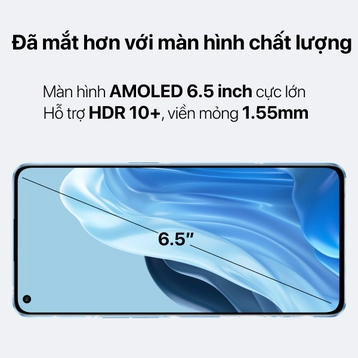 Đã mắt hơn với màn hình chất lượng
Màn hình AMOLED 6.5 inch cực lớn
Hỗ trợ HDR 10+, viền mỏng 1.55mm
6.5"